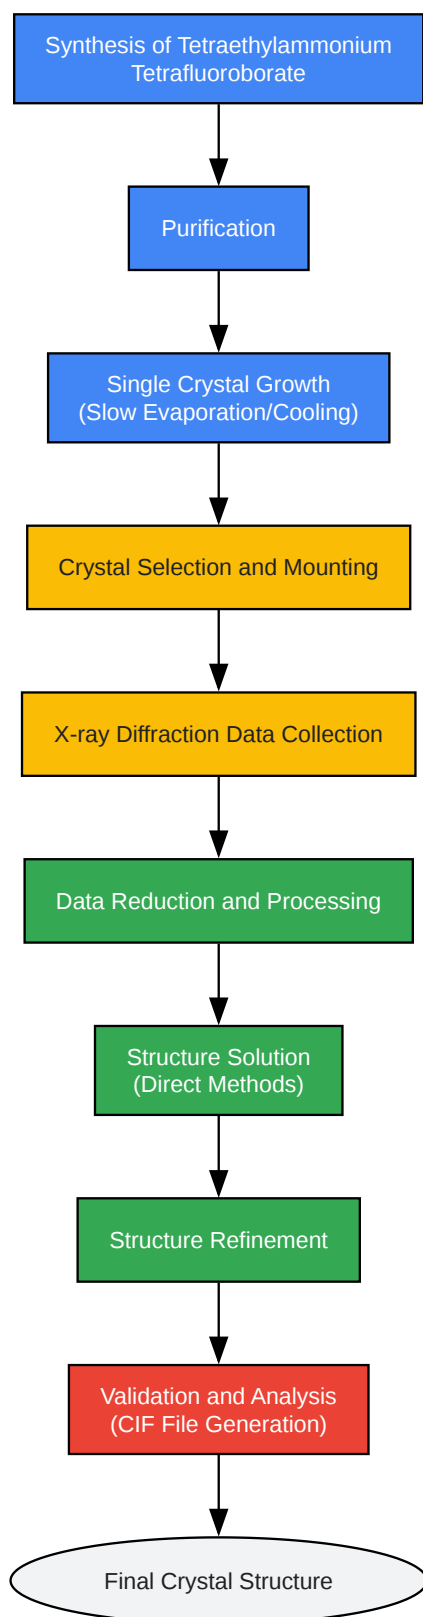 Synthesis of Tetraethylammonium
Tetrafluoroborate
Purification
Single Crystal Growth
(Slow Evaporation/Cooling)
Crystal Selection and Mounting
X-ray Diffraction Data Collection
Data Reduction and Processing
Structure Solution
(Direct Methods)
Structure Refinement
Validation and Analysis
(CIF File Generation)
Final Crystal Structure